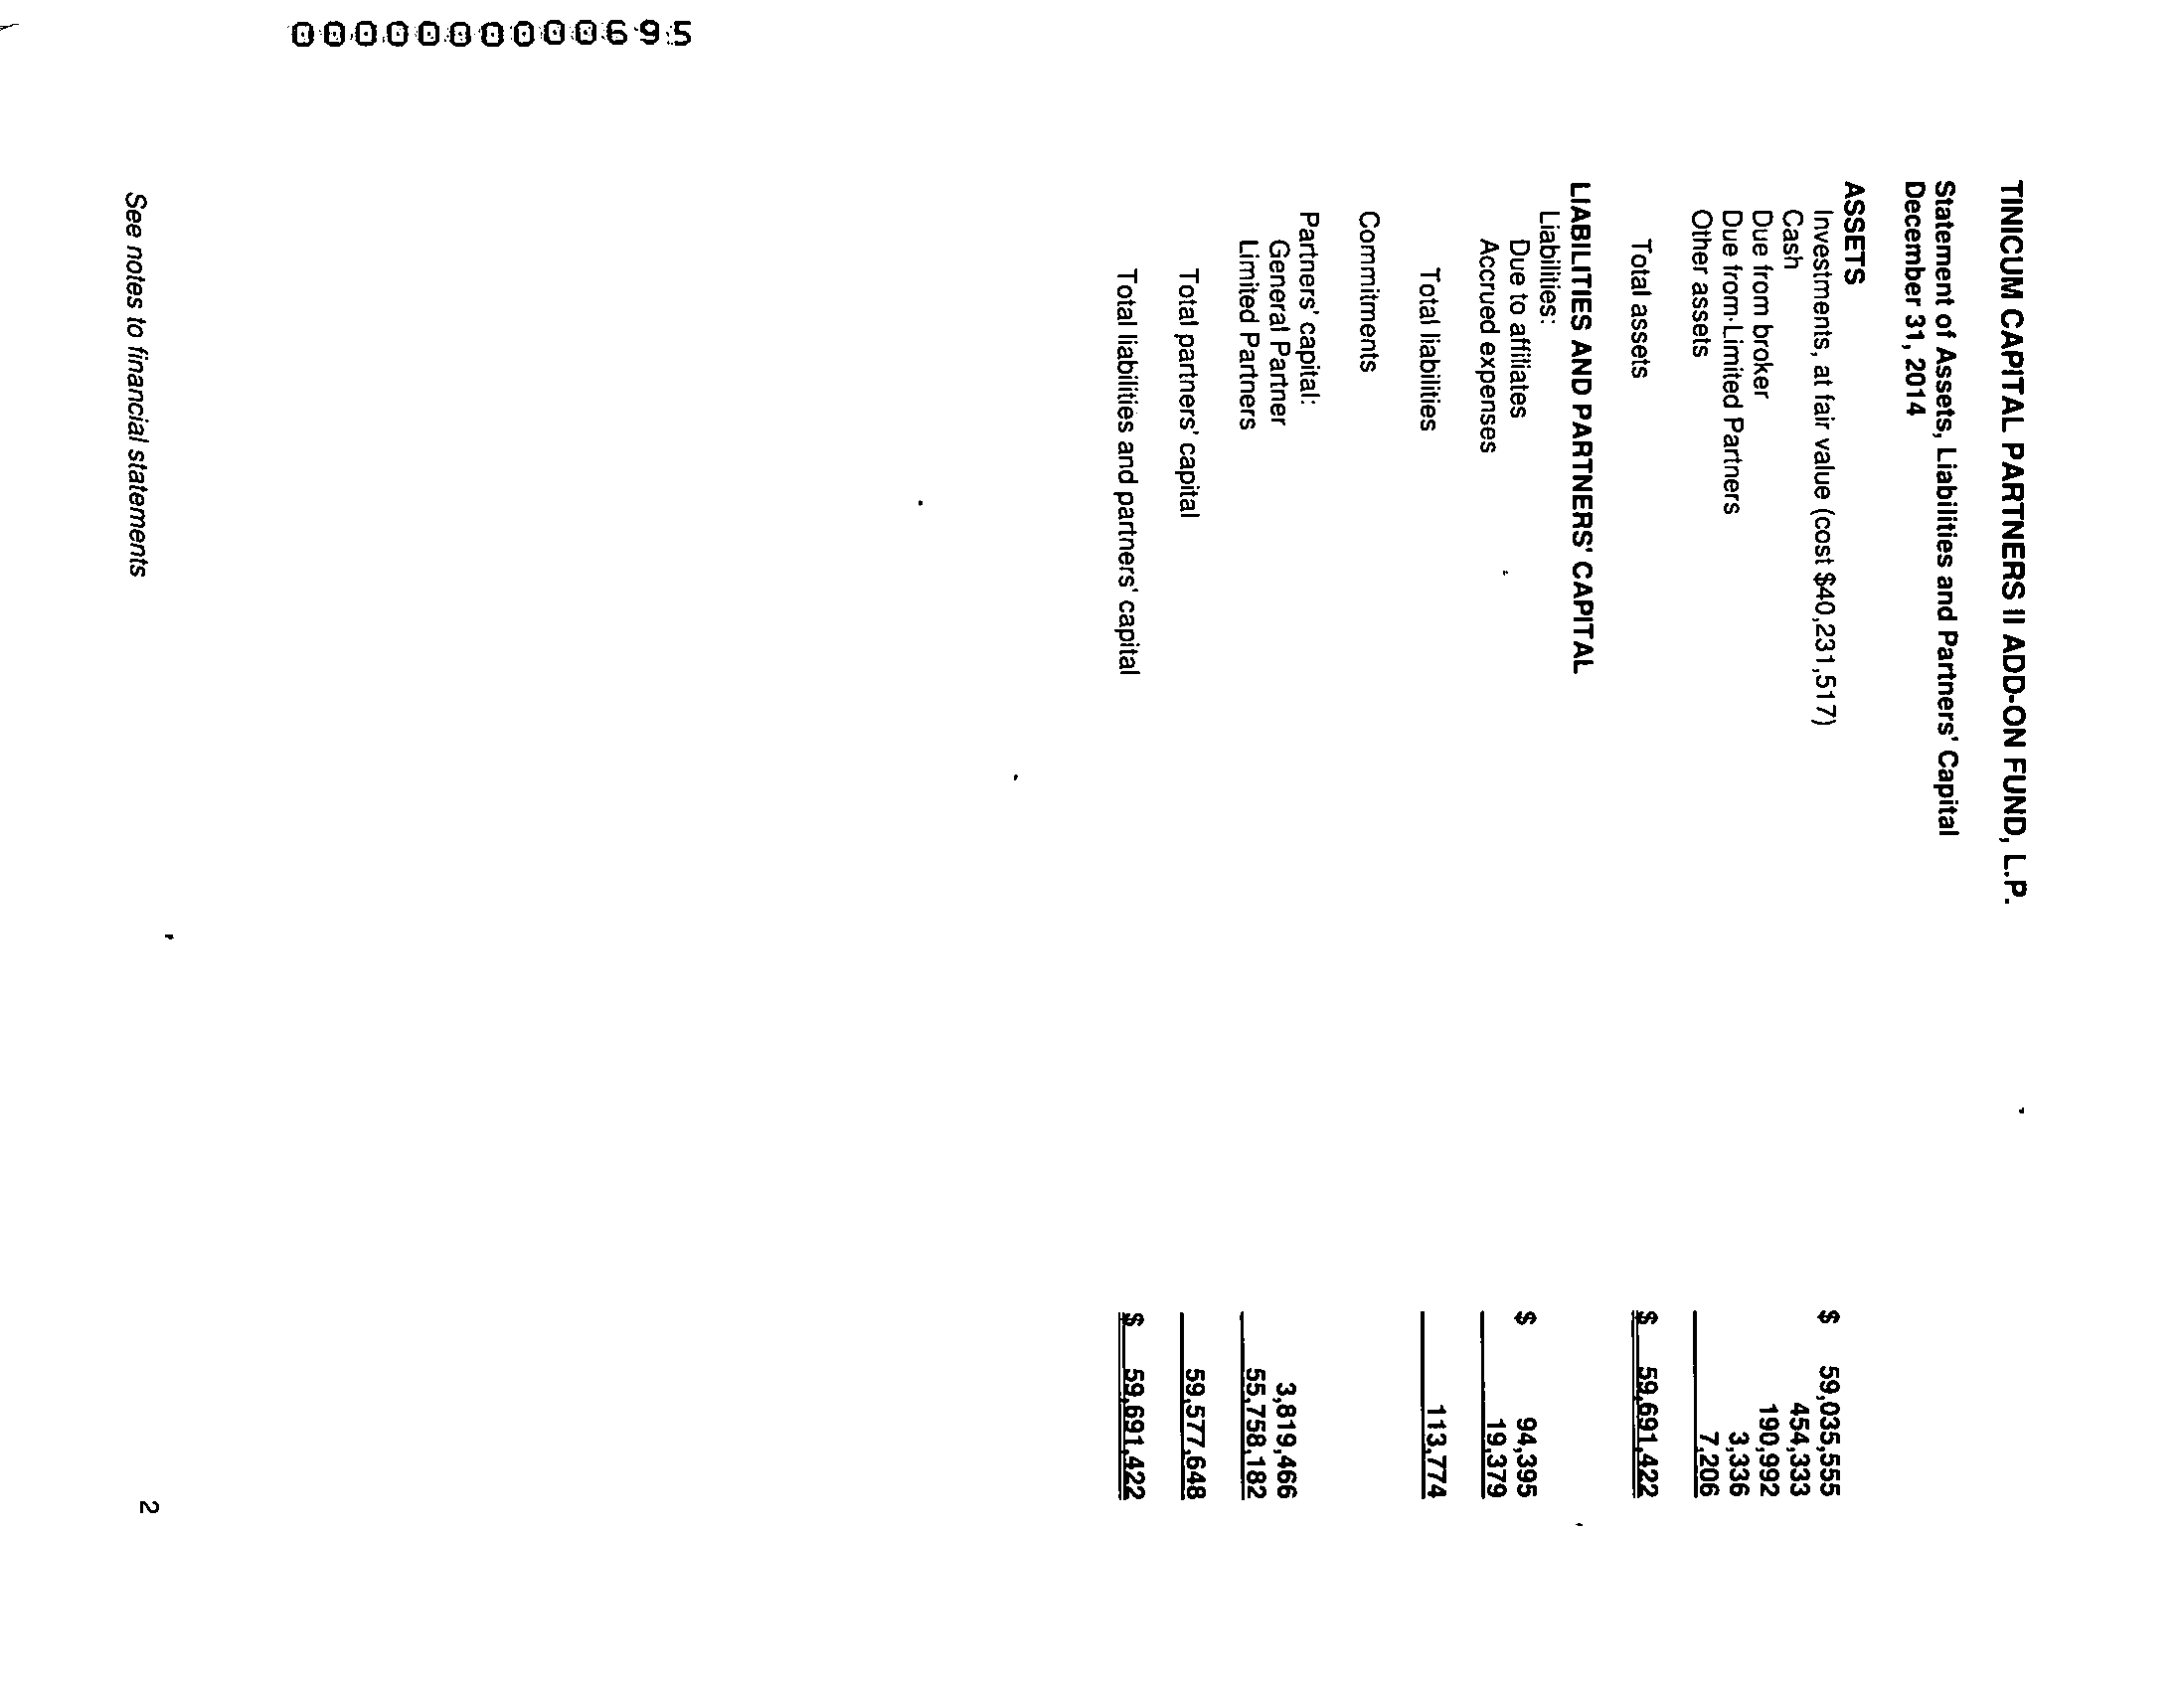 0000000000695
TINICUM CAPITAL PARTNERS II ADD-ON FUND, L.P.
Statement of Assets, Liabilities and Partners' Capital
December 31, 2014
ASSETS
Investments, at fair value (cost $40,231,517) $ 59,035,555
Cash 454,333
Due from broker 190,992
Due from Limited Partners 3,336
Other assets 7,206
Total assets $ 59,691,422
LIABILITIES AND PARTNERS' CAPITAL
Liabilities:
Due to affiliates $ 94,395
Accrued expenses 19,379
Total liabilities 113,774
Commitments
Partners' capital:
General Partner 3,819,466
Limited Partners 55,758,182
Total partners' capital 59,577,648
Total liabilities and partners' capital $ 59,691,422
See notes to financial statements 2